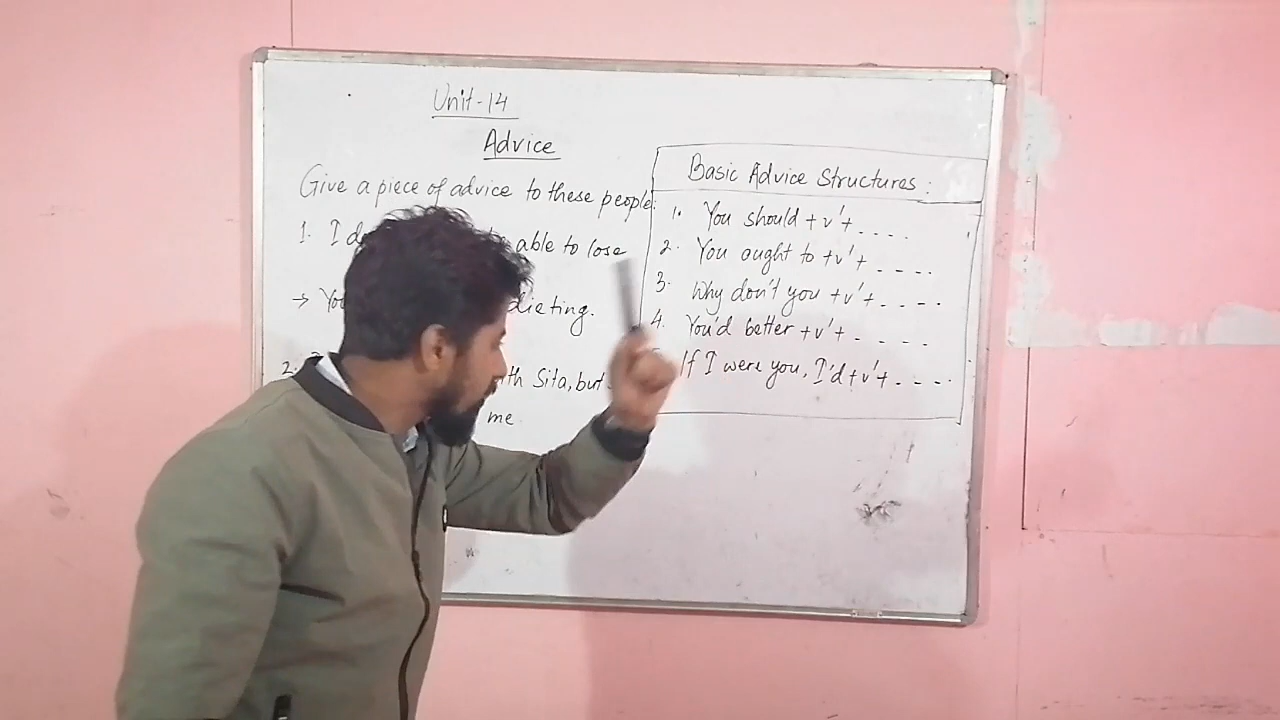 Unit-14
Advice
Give a piece of advice to these people:
1. I able to lose
→ You dieting.
2. Sita, but
me.
Basic Advice Structures:
1. You should + v' + ....
2. You ought to + v' + ....
3. Why don't you + v' + ....
4. You'd better + v' + ....
If I were you, I'd + v' + ....